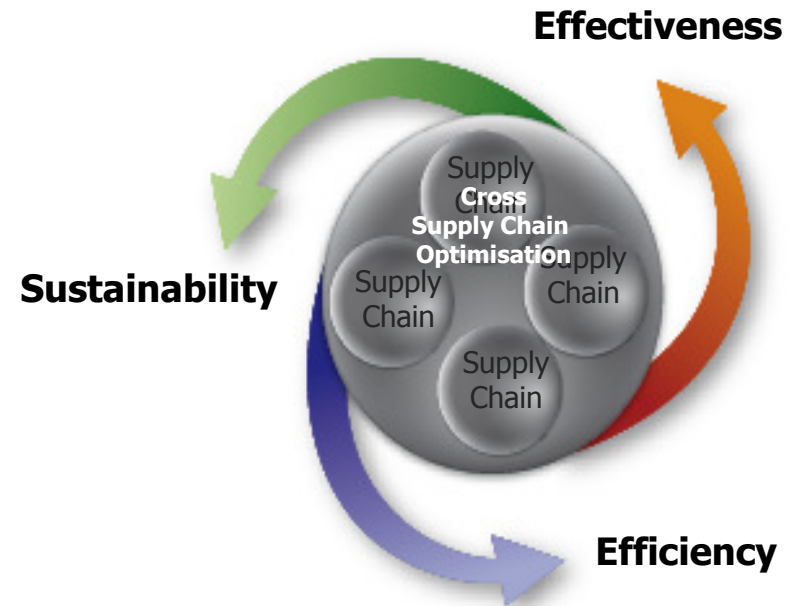 Effectiveness
Supply
Chain
Cross
Supply Chain
Optimisation
Sustainability
Supply
Chain
Supply
Chain
Supply
Chain
Efficiency